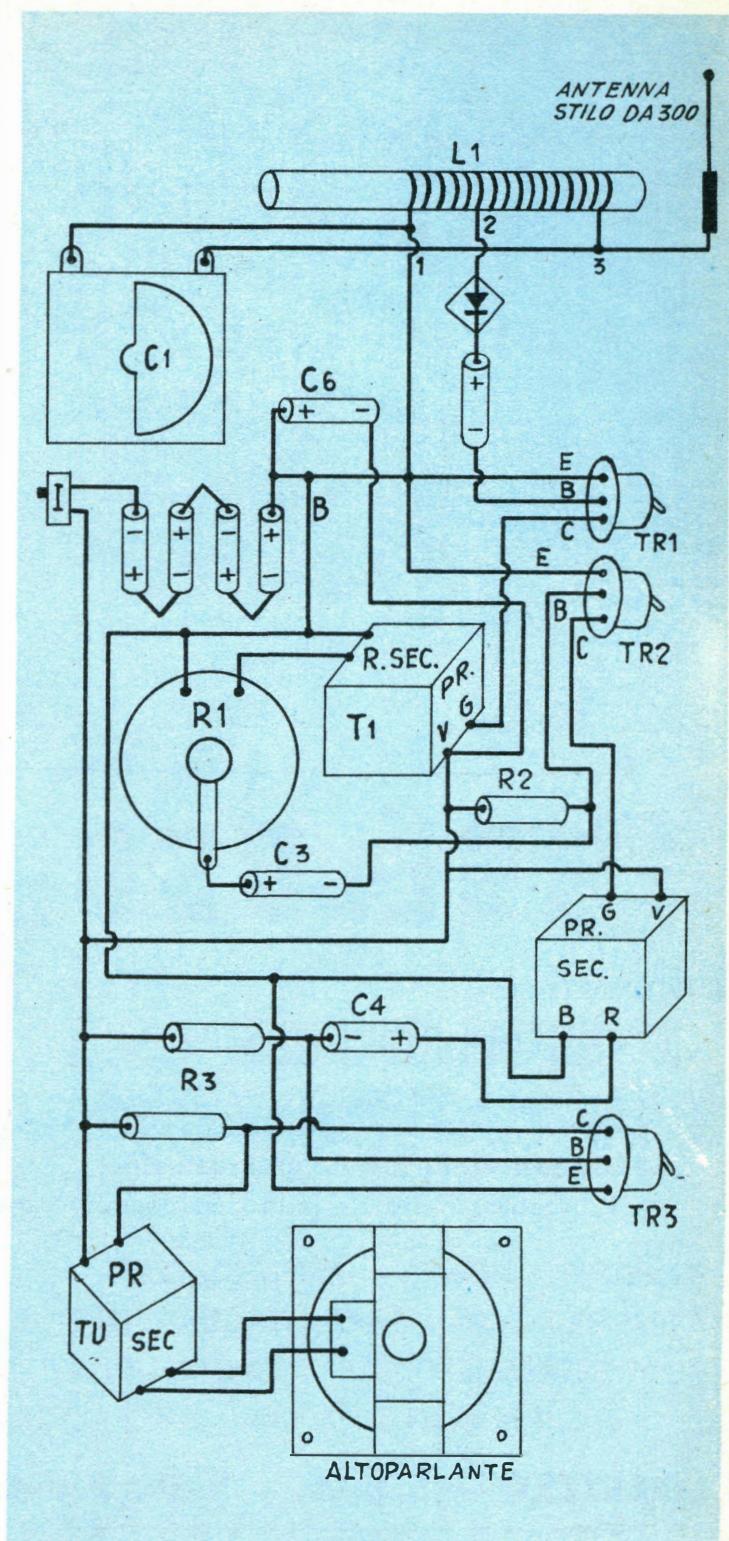 ANTENNA
STILO DA 300
L1
2
1
3
C1
C6
+ -
+
-
E
B
C
TR1
I
B
- + - +
+ - + -
E
B
C
TR2
R. SEC.
PR.
G
V
T1
R1
R2
C3
+ -
G V
PR.
SEC.
B R
C4
- +
R3
C
B
E
TR3
PR
TU
SEC
ALTOPARLANTE